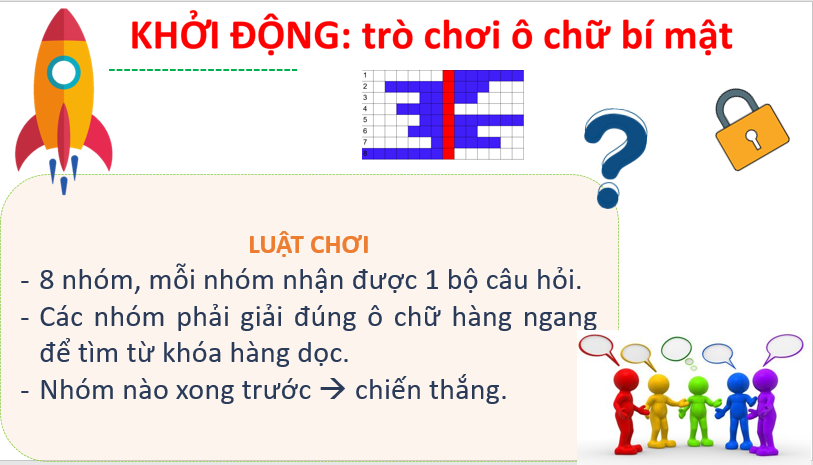 KHỞI ĐỘNG: trò chơi ô chữ bí mật
1
2
3
4
5
6
7
8
LUẬT CHƠI
- 8 nhóm, mỗi nhóm nhận được 1 bộ câu hỏi.
- Các nhóm phải giải đúng ô chữ hàng ngang
để tìm từ khóa hàng dọc.
- Nhóm nào xong trước → chiến thắng.